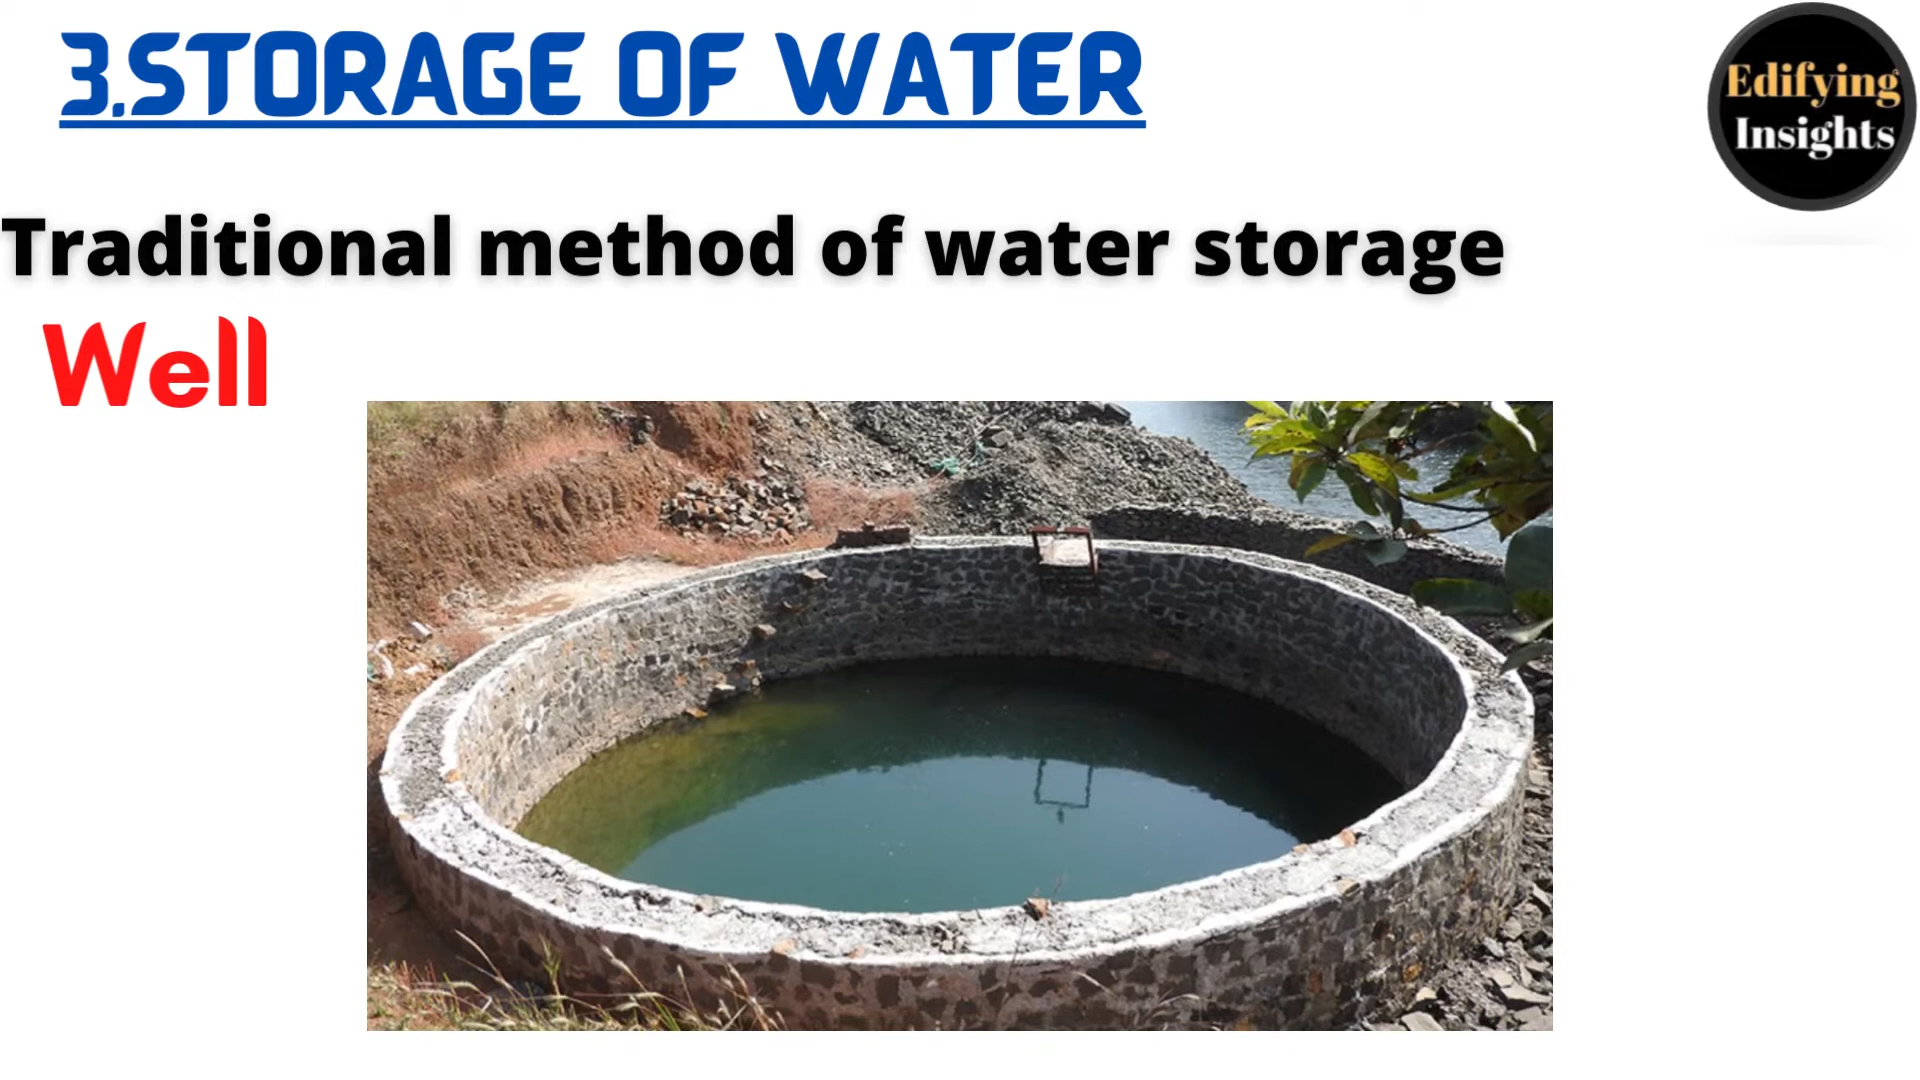 3.STORAGE OF WATER
Edifying
Insights
Traditional method of water storage
Well